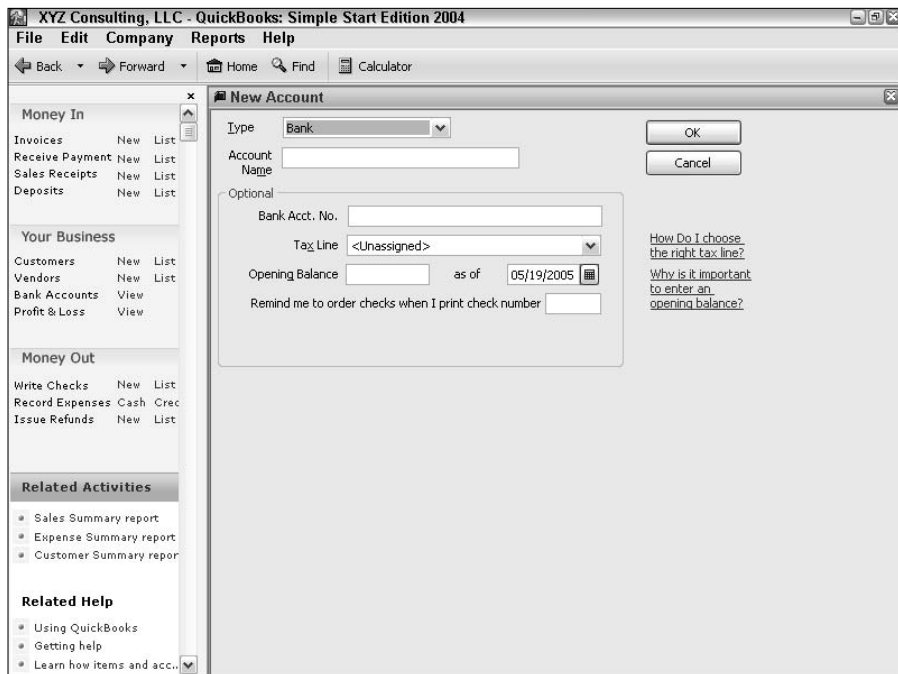 XYZ Consulting, LLC - QuickBooks: Simple Start Edition 2004
File Edit Company Reports Help
Back Forward Home Find Calculator
Money In
Invoices New List
Receive Payment New List
Sales Receipts New List
Deposits New List
Your Business
Customers New List
Vendors New List
Bank Accounts View
Profit & Loss View
Money Out
Write Checks New List
Record Expenses Cash Crec
Issue Refunds New List
Related Activities
Sales Summary report
Expense Summary report
Customer Summary repor
Related Help
Using QuickBooks
Getting help
Learn how items and acc..
New Account
Type Bank
Account
Name
OK
Cancel
Optional
Bank Acct. No.
Tax Line <Unassigned>
Opening Balance as of 05/19/2005
Remind me to order checks when I print check number
How Do I choose
the right tax line?
Why is it important
to enter an
opening balance?